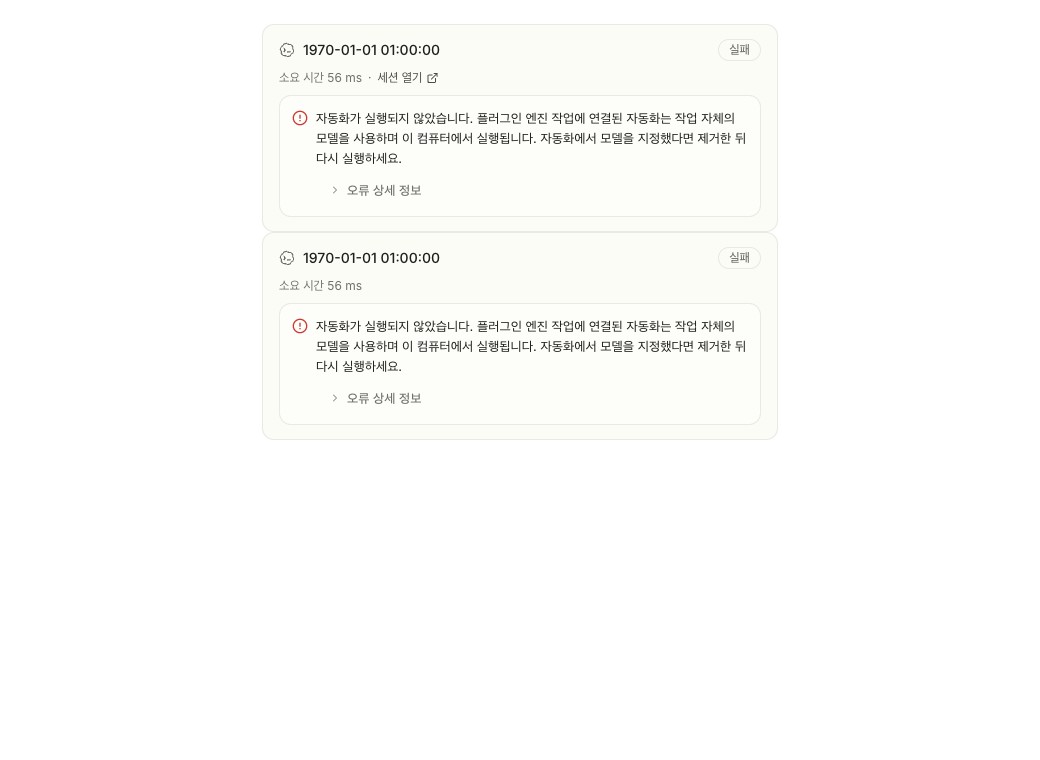 1970-01-01 01:00:00
실패
소요 시간 56 ms · 세션 열기
자동화가 실행되지 않았습니다. 플러그인 엔진 작업에 연결된 자동화는 작업 자체의
모델을 사용하며 이 컴퓨터에서 실행됩니다. 자동화에서 모델을 지정했다면 제거한 뒤
다시 실행하세요.
오류 상세 정보
1970-01-01 01:00:00
실패
소요 시간 56 ms
자동화가 실행되지 않았습니다. 플러그인 엔진 작업에 연결된 자동화는 작업 자체의
모델을 사용하며 이 컴퓨터에서 실행됩니다. 자동화에서 모델을 지정했다면 제거한 뒤
다시 실행하세요.
오류 상세 정보